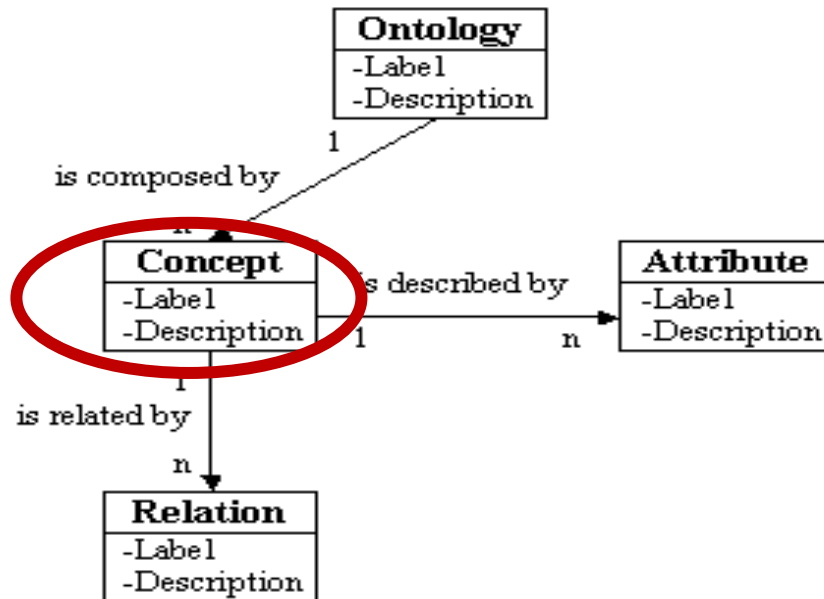 Ontology
-Label
-Description
1
is composed by
n
Concept
-Label
-Description
is described by
1
n
Attribute
-Label
-Description
1
is related by
n
Relation
-Label
-Description